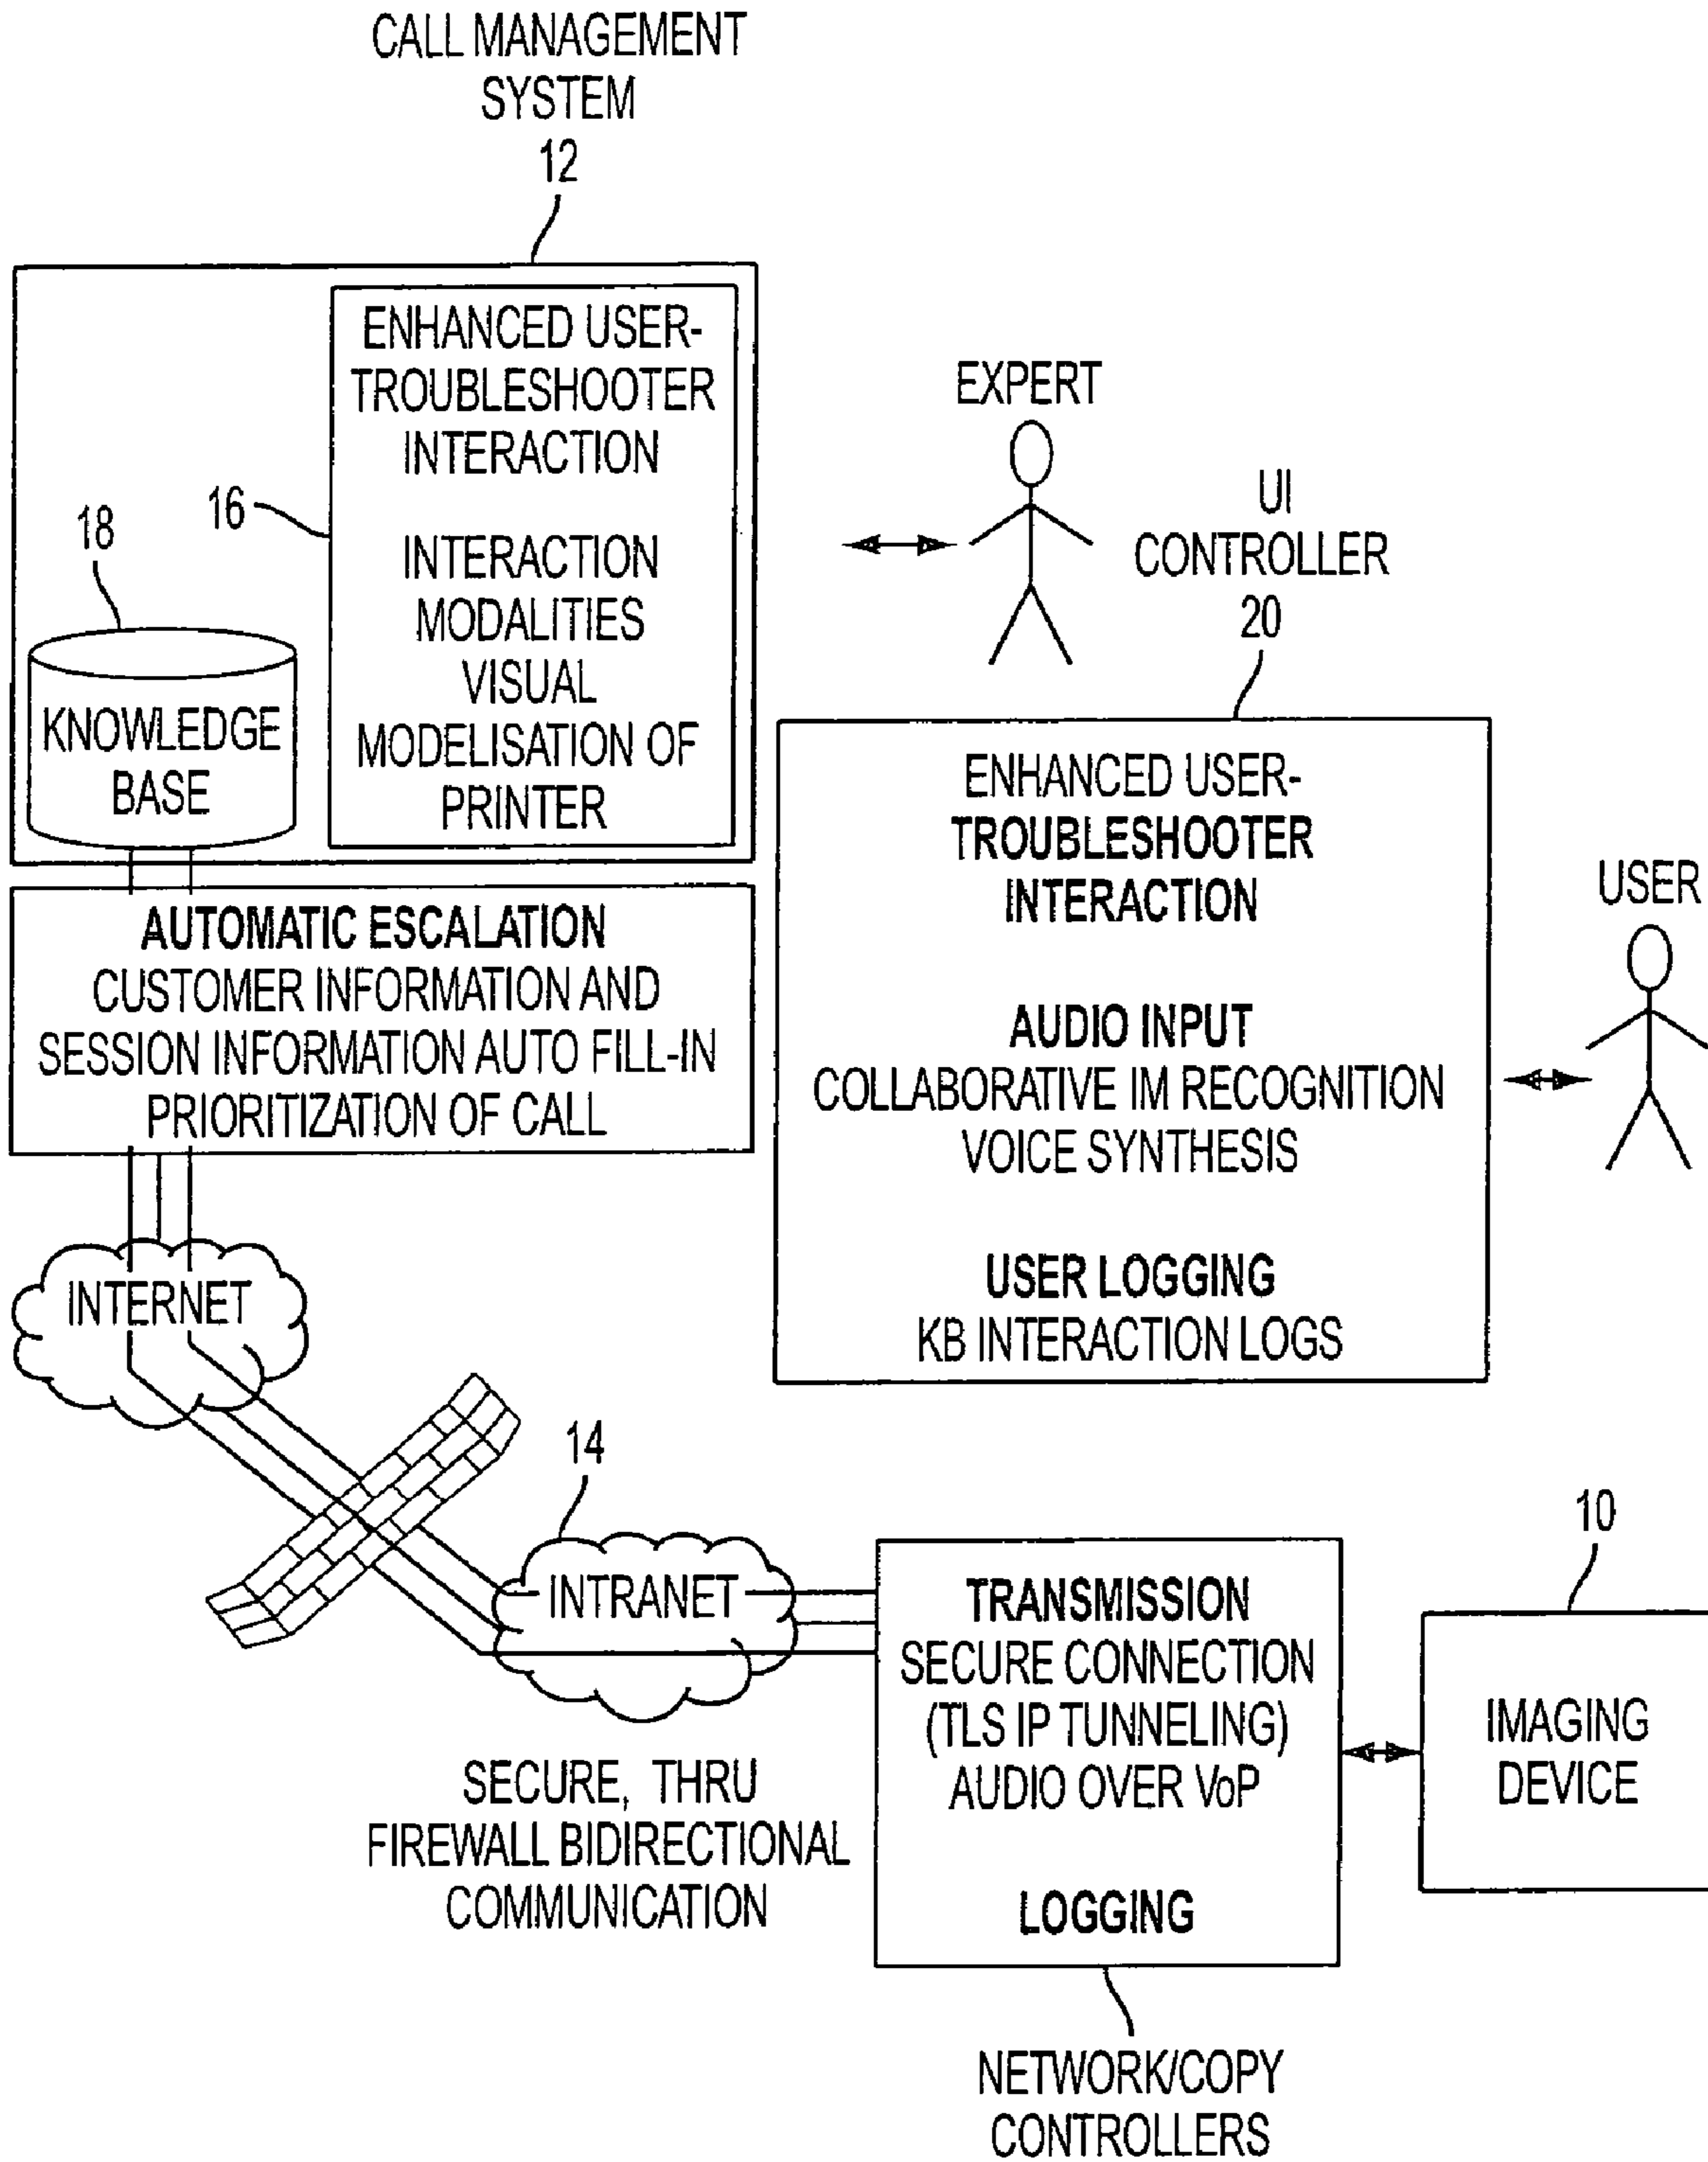 CALL MANAGEMENT
SYSTEM
12
ENHANCED USER-
TROUBLESHOOTER
INTERACTION
INTERACTION
MODALITIES
VISUAL
MODELISATION OF
PRINTER
16
18
KNOWLEDGE
BASE
EXPERT
UI
CONTROLLER
20
ENHANCED USER-
TROUBLESHOOTER
INTERACTION
AUDIO INPUT
COLLABORATIVE IM RECOGNITION
VOICE SYNTHESIS
USER LOGGING
KB INTERACTION LOGS
USER
AUTOMATIC ESCALATION
CUSTOMER INFORMATION AND
SESSION INFORMATION AUTO FILL-IN
PRIORITIZATION OF CALL
INTERNET
14
INTRANET
SECURE, THRU
FIREWALL BIDIRECTIONAL
COMMUNICATION
TRANSMISSION
SECURE CONNECTION
(TLS IP TUNNELING)
AUDIO OVER VoP
LOGGING
NETWORK/COPY
CONTROLLERS
10
IMAGING
DEVICE